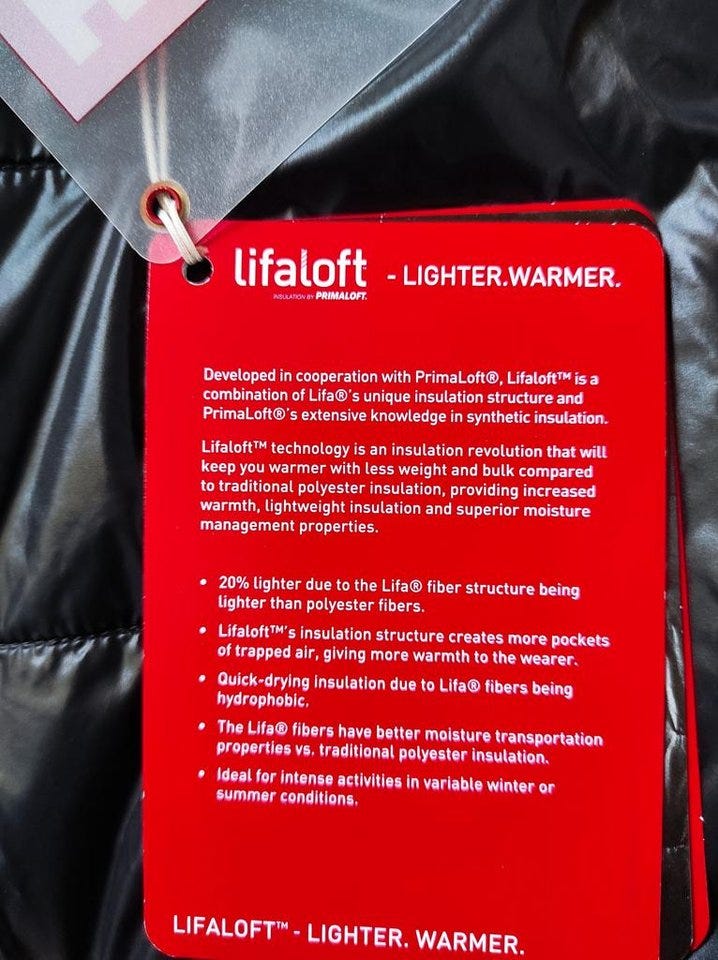 lifaloft - LIGHTER.WARMER.
INSULATION BY PRIMALOFT.
Developed in cooperation with PrimaLoft®, Lifaloft™ is a
combination of Lifa®'s unique insulation structure and
PrimaLoft®'s extensive knowledge in synthetic insulation.
Lifaloft™ technology is an insulation revolution that will
keep you warmer with less weight and bulk compared
to traditional polyester insulation, providing increased
warmth, lightweight insulation and superior moisture
management properties.
• 20% lighter due to the Lifa® fiber structure being
lighter than polyester fibers.
• Lifaloft™'s insulation structure creates more pockets
of trapped air, giving more warmth to the wearer.
• Quick-drying insulation due to Lifa® fibers being
hydrophobic.
• The Lifa® fibers have better moisture transportation
properties vs. traditional polyester insulation.
• Ideal for intense activities in variable winter or
summer conditions.
LIFALOFT™ - LIGHTER. WARMER.